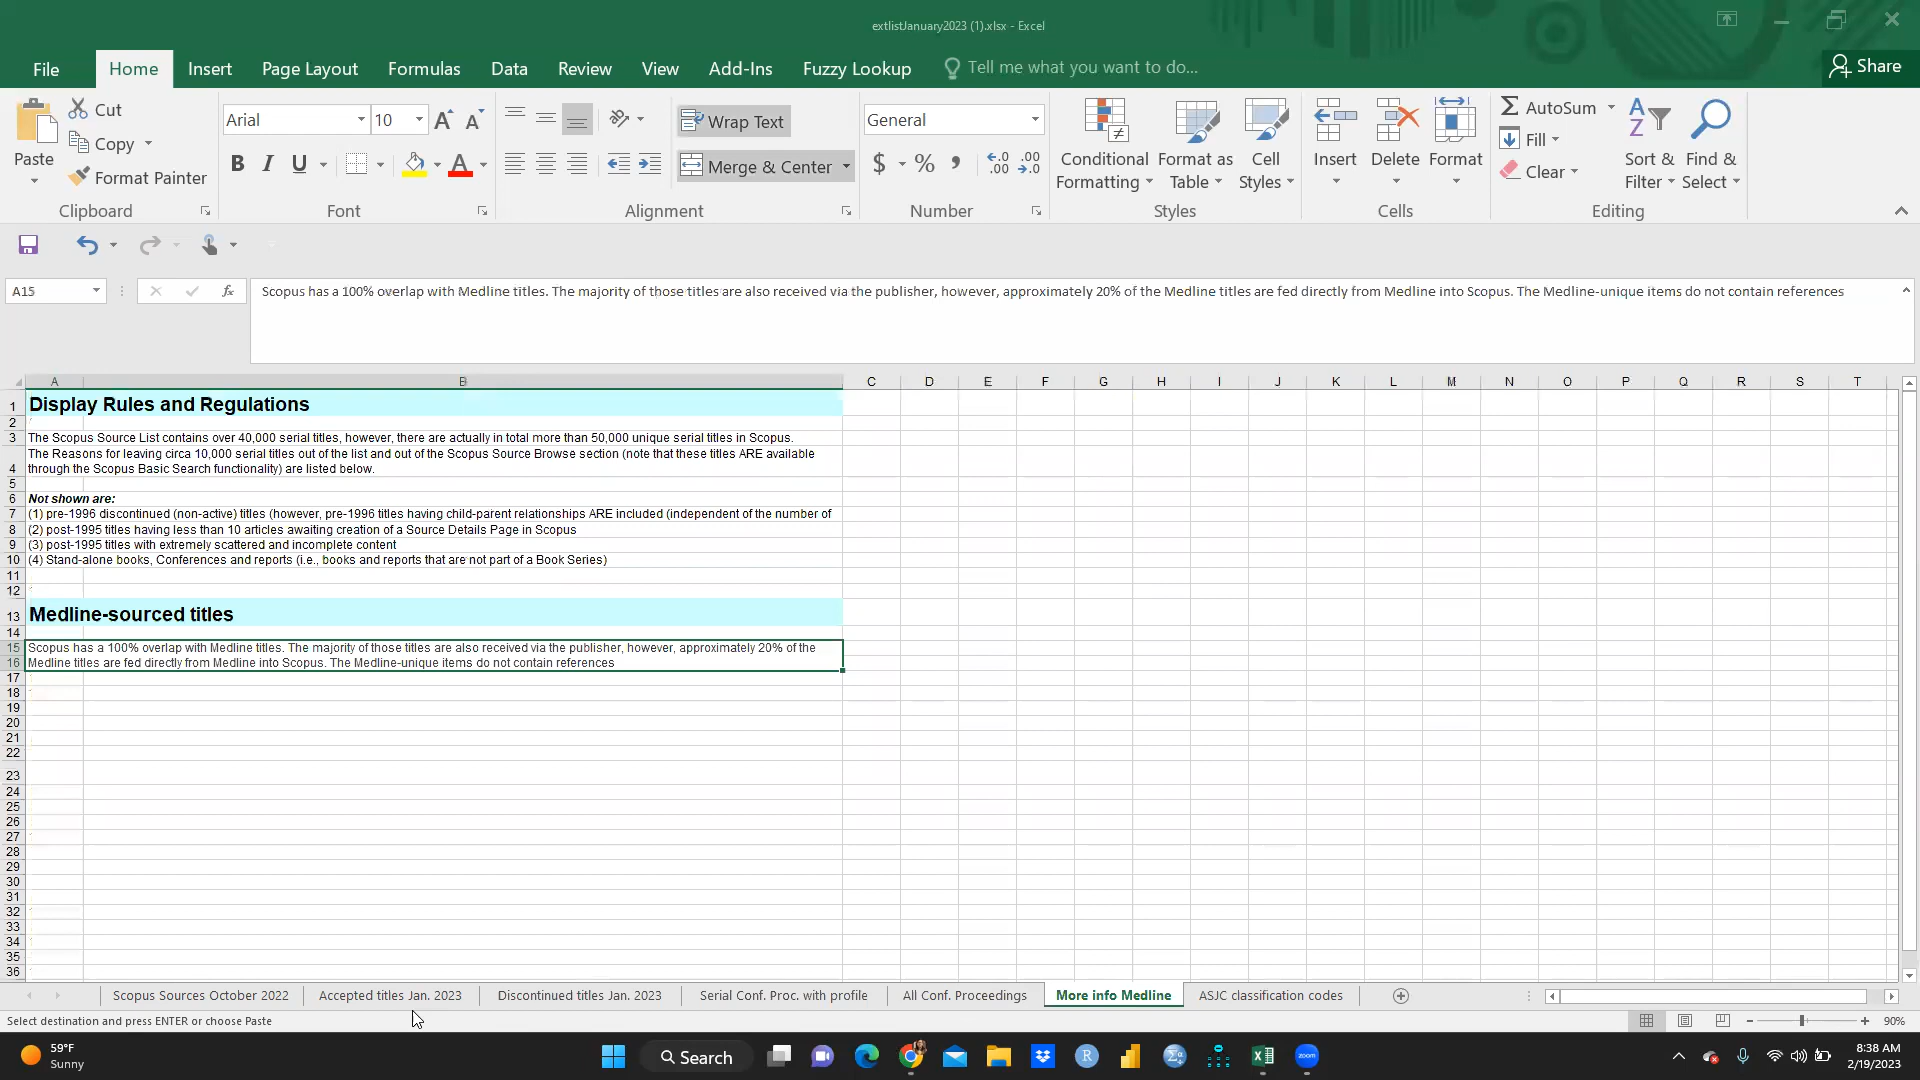 extlistJanuary2023 (1).xlsx - Excel
File Home Insert Page Layout Formulas Data Review View Add-Ins Fuzzy Lookup Tell me what you want to do... Share
Cut
Copy
Format Painter
Paste
Clipboard
Arial 10
B I U A
Font
Wrap Text
Merge & Center
Alignment
General
$ % ,
Number
Conditional Formatting
Format as Table
Cell Styles
Styles
Insert Delete Format
Cells
AutoSum
Fill
Clear
Sort & Filter
Find & Select
Editing
A15 fx Scopus has a 100% overlap with Medline titles. The majority of those titles are also received via the publisher, however, approximately 20% of the Medline titles are fed directly from Medline into Scopus. The Medline-unique items do not contain references
A B C D E F G H I J K L M N O P Q R S T
1 Display Rules and Regulations
2
3 The Scopus Source List contains over 40,000 serial titles, however, there are actually in total more than 50,000 unique serial titles in Scopus.
The Reasons for leaving circa 10,000 serial titles out of the list and out of the Scopus Source Browse section (note that these titles ARE available
4 through the Scopus Basic Search functionality) are listed below.
5
6 Not shown are:
7 (1) pre-1996 discontinued (non-active) titles (however, pre-1996 titles having child-parent relationships ARE included (independent of the number of
8 (2) post-1995 titles having less than 10 articles awaiting creation of a Source Details Page in Scopus
9 (3) post-1995 titles with extremely scattered and incomplete content
10 (4) Stand-alone books, Conferences and reports (i.e., books and reports that are not part of a Book Series)
11
12
13 Medline-sourced titles
14
15 Scopus has a 100% overlap with Medline titles. The majority of those titles are also received via the publisher, however, approximately 20% of the
16 Medline titles are fed directly from Medline into Scopus. The Medline-unique items do not contain references
17
18
19
20
21
22
23
24
25
26
27
28
29
30
31
32
33
34
35
36
Scopus Sources October 2022 Accepted titles Jan. 2023 Discontinued titles Jan. 2023 Serial Conf. Proc. with profile All Conf. Proceedings More info Medline ASJC classification codes
Select destination and press ENTER or choose Paste 90%
59°F
Sunny
Search
zoom
8:38 AM
2/19/2023